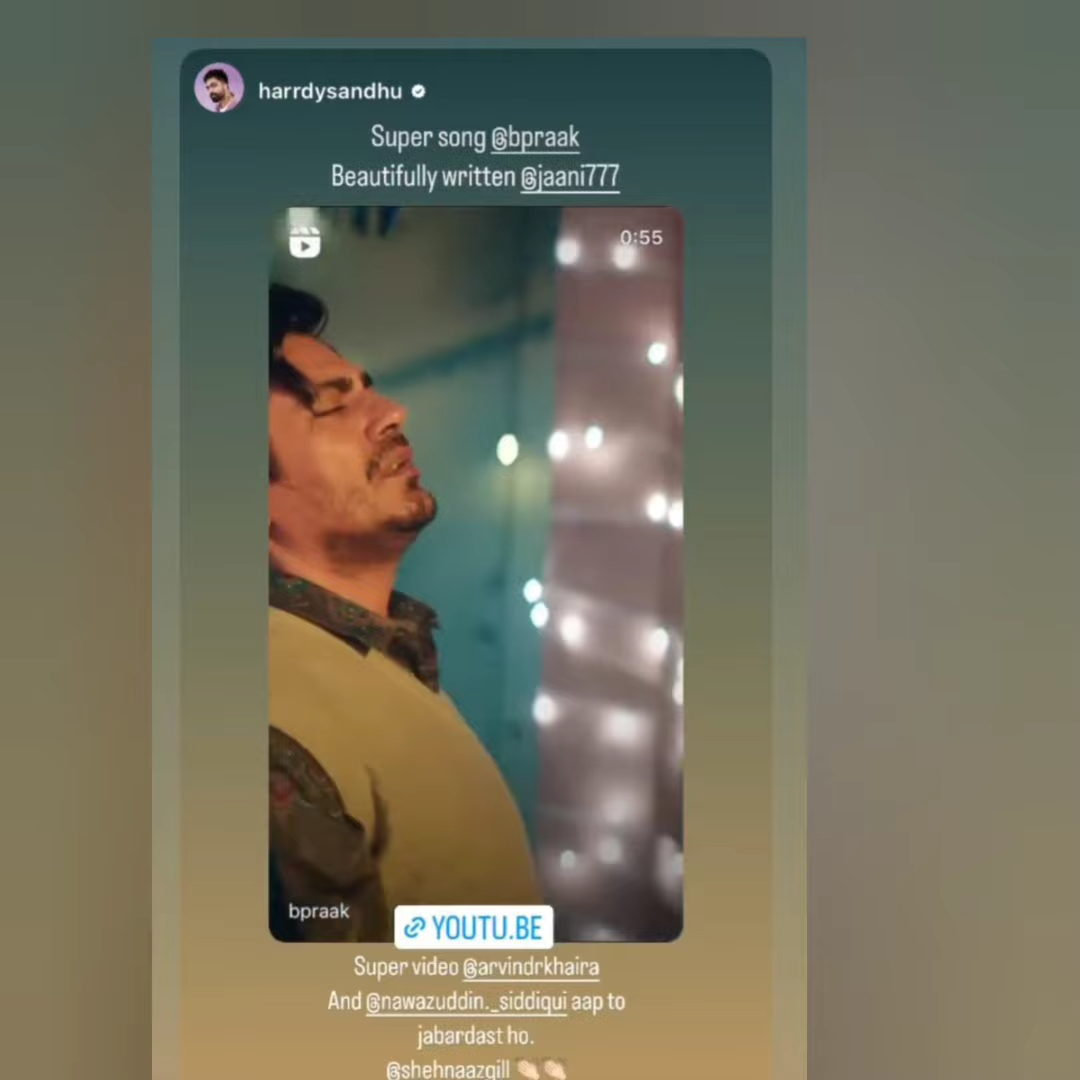 harrdysandhu
Super song @bpraak
Beautifully written @jaani777
0:55
bpraak
YOUTU.BE
Super video @arvindrkhaira
And @nawazuddin._siddiqui aap to
jabardast ho.
@shehnaazgill